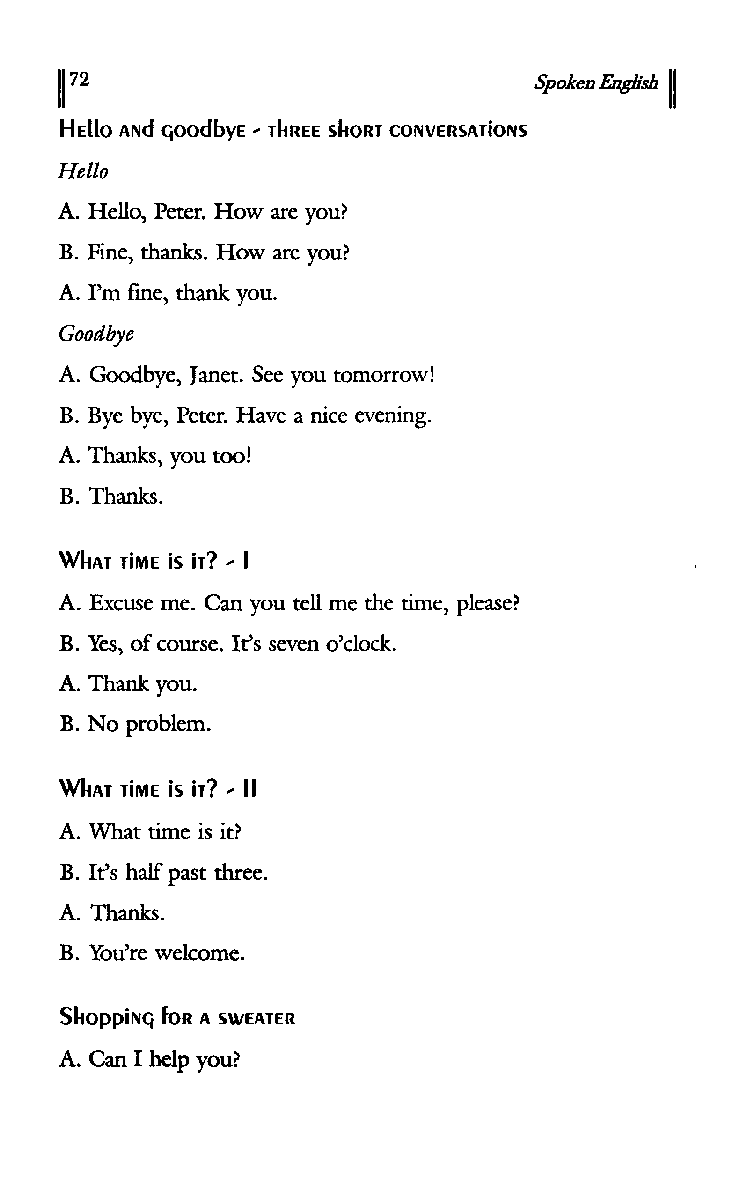 72 Spoken English
Hello and goodbye - three short conversations
Hello
A. Hello, Peter. How are you?
B. Fine, thanks. How are you?
A. I'm fine, thank you.
Goodbye
A. Goodbye, Janet. See you tomorrow!
B. Bye bye, Peter. Have a nice evening.
A. Thanks, you too!
B. Thanks.
What time is it? - I
A. Excuse me. Can you tell me the time, please?
B. Yes, of course. It's seven o'clock.
A. Thank you.
B. No problem.
What time is it? - II
A. What time is it?
B. It's half past three.
A. Thanks.
B. You're welcome.
Shopping for a sweater
A. Can I help you?